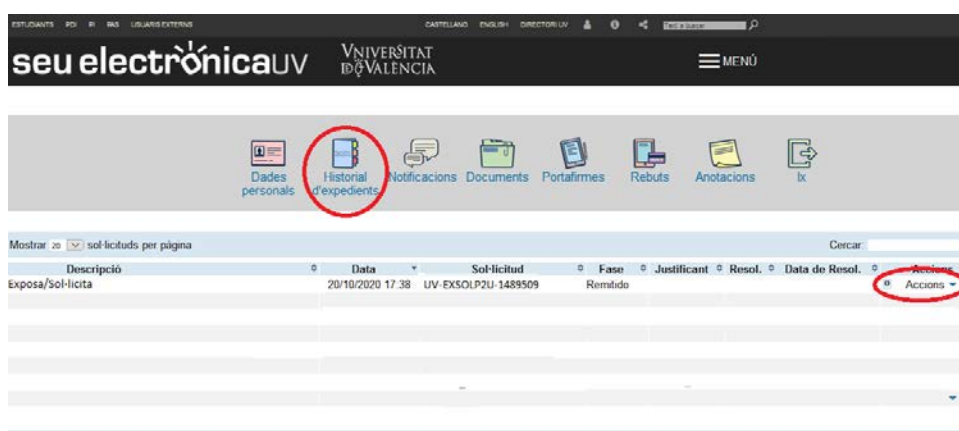 ESTUDIANTS PDI PI PAS USUARIS EXTERNS CASTELLANO ENGLISH DIRECTORI UV
seu electrònicauv VNIVERSITAT DE VALÈNCIA MENÚ
Dades personals
Historial d'expedients
Notificacions
Documents
Portafirmes
Rebuts
Anotacions
Ix
Mostrar 20 sol·licituds per pàgina Cercar:
Descripció Data Sol·licitud Fase Justificant Resol. Data de Resol. Accions
Exposa/Sol·licita 20/10/2020 17.38 UV-EXSOLP2U-1489509 Remitido Accions